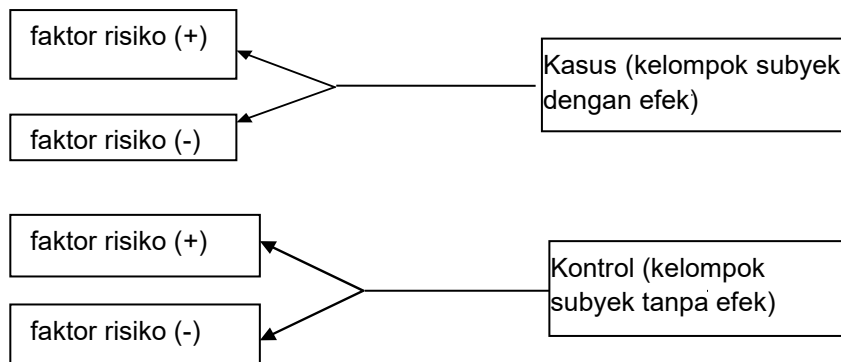 faktor risiko (+)
Kasus (kelompok subyek
dengan efek)
faktor risiko (-)
faktor risiko (+)
Kontrol (kelompok
subyek tanpa efek)
faktor risiko (-)